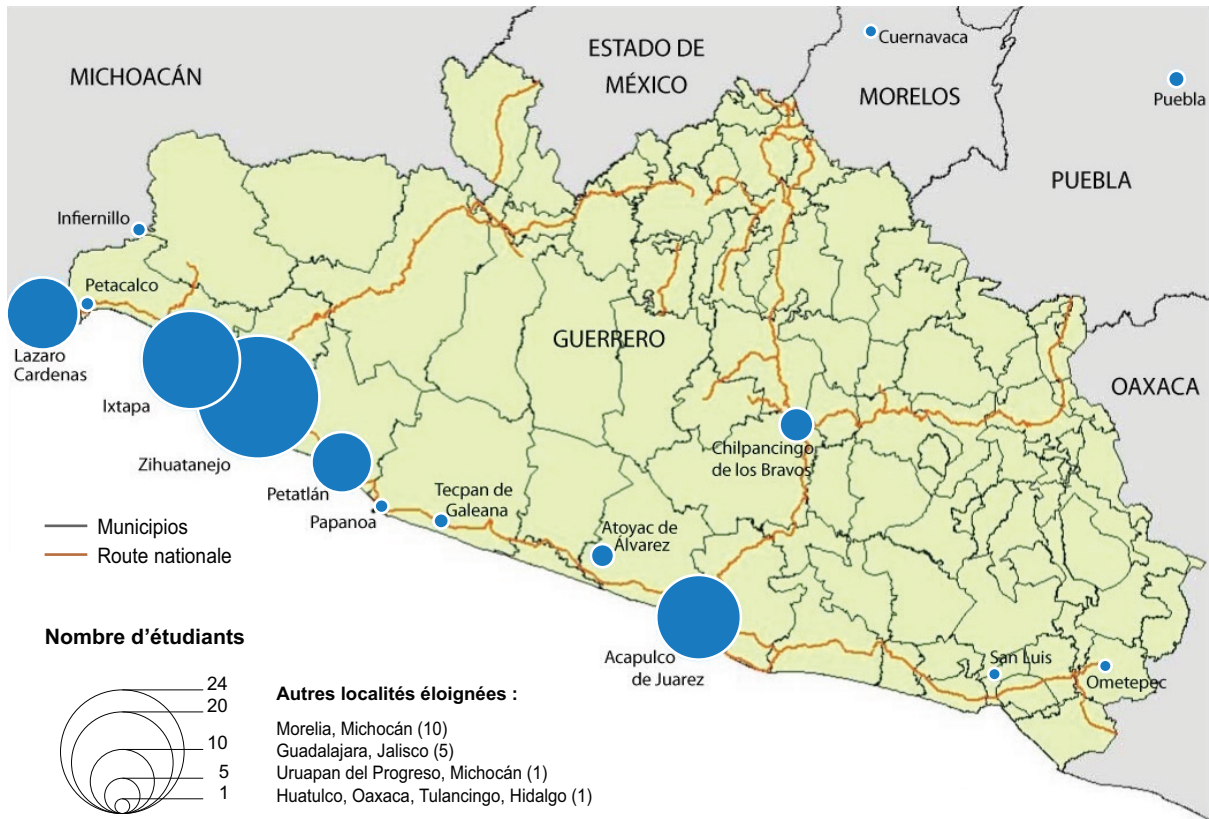 MICHOACÁN
ESTADO DE
MÉXICO
Cuernavaca
MORELOS
Puebla
PUEBLA
Infiernillo
Petacalco
Lazaro
Cardenas
Ixtapa
Zihuatanejo
GUERRERO
OAXACA
Chilpancingo
de los Bravos
Petatlán
Papanoa
Tecpan de
Galeana
Atoyac de
Álvarez
Acapulco
de Juarez
San Luis
Ometepec
Municipios
Route nationale
Nombre d’étudiants
24
20
10
5
1
Autres localités éloignées :
Morelia, Michocán (10)
Guadalajara, Jalisco (5)
Uruapan del Progreso, Michocán (1)
Huatulco, Oaxaca, Tulancingo, Hidalgo (1)